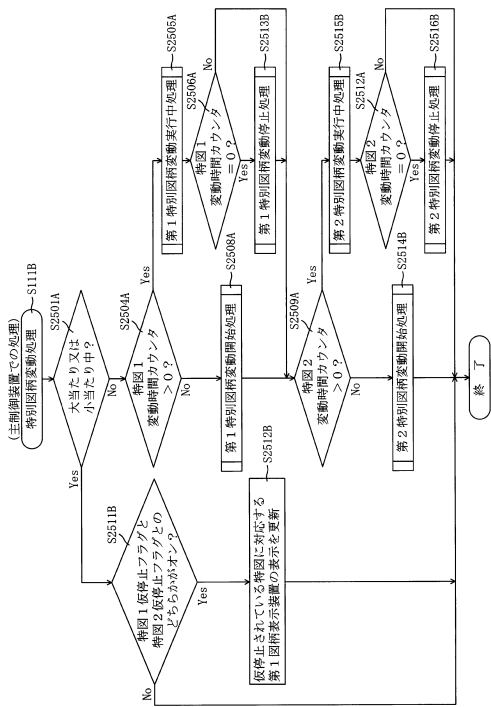 (主制御装置での処理)
特別図柄変動処理
S111B
大当たり又は
小当たり中?
S2501A
Yes
No
特図1仮停止フラグと
特図2仮停止フラグとの
どちらかがオン?
S2511B
No
Yes
仮停止されている特図に対応する
第1図柄表示装置の表示を更新
S2512B
特図1
変動時間カウンタ
>0?
S2504A
Yes
No
第1特別図柄変動実行中処理
S2505A
特図1
変動時間カウンタ
=0?
S2506A
No
Yes
第1特別図柄変動停止処理
S2513B
第1特別図柄変動開始処理
S2508A
特図2
変動時間カウンタ
>0?
S2509A
Yes
No
第2特別図柄変動実行中処理
S2515B
特図2
変動時間カウンタ
=0?
S2512A
No
Yes
第2特別図柄変動停止処理
S2516B
第2特別図柄変動開始処理
S2514B
終了